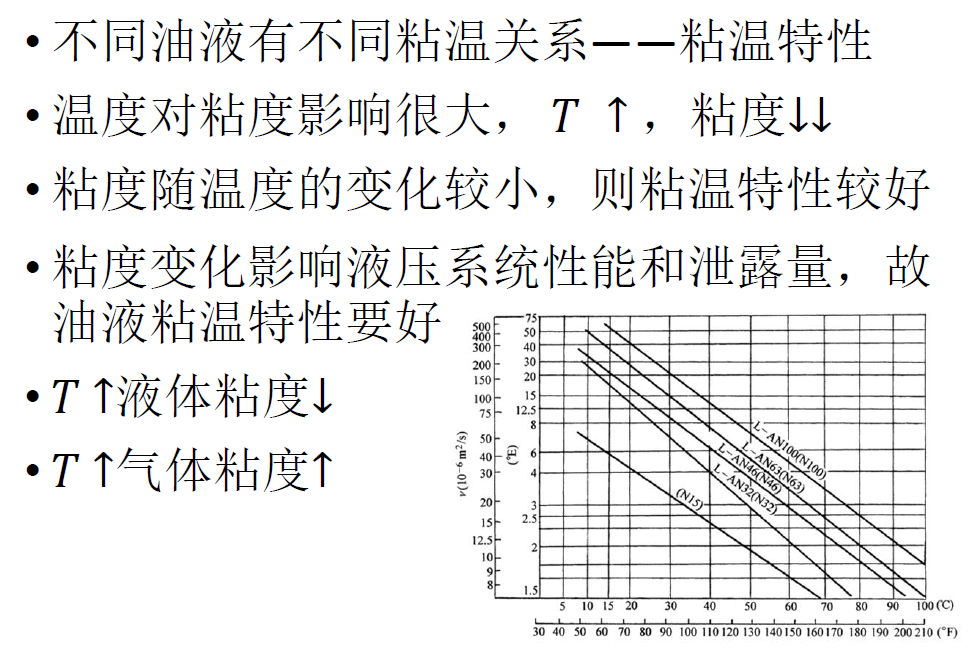 • 不同油液有不同粘温关系——粘温特性
• 温度对粘度影响很大，T ↑，粘度↓↓
• 粘度随温度的变化较小，则粘温特性较好
• 粘度变化影响液压系统性能和泄露量，故
油液粘温特性要好
• T ↑液体粘度↓
• T ↑气体粘度↑
ν(10⁻⁶ m²/s)
500
400
300
200
150
100
75
50
40
30
20
15
12.5
10
9
8
(°E)
75
50
40
30
20
15
12.5
8
6
4
3
2.5
2
1.5
L-AN100(N100)
L-AN63(N63)
L-AN46(N46)
L-AN32(N32)
(N15)
5 10 15 20 30 40 50 60 70 80 90 100 (℃)
30 40 50 60 70 80 90 100 110 120 130 140 150 160 170 180 190 200 210 (°F)